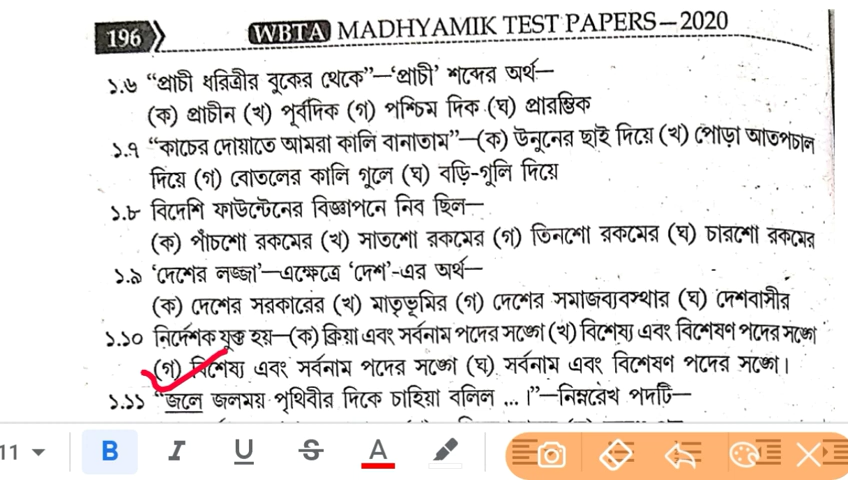 196
WBTA MADHYAMIK TEST PAPERS—2020
১.৬ “প্রাচী ধরিত্রীর বুকের থেকে”—‘প্রাচী’ শব্দের অর্থ—
(ক) প্রাচীন (খ) পূর্বদিক (গ) পশ্চিম দিক (ঘ) প্রারম্ভিক
১.৭ “কাচের দোয়াতে আমরা কালি বানাতাম”—(ক) উনুনের ছাই দিয়ে (খ) পোড়া আতপচাল
দিয়ে (গ) বোতলের কালি গুলে (ঘ) বড়ি-গুলি দিয়ে
১.৮ বিদেশি ফাউন্টেনের বিজ্ঞাপনে নিব ছিল—
(ক) পাঁচশো রকমের (খ) সাতশো রকমের (গ) তিনশো রকমের (ঘ) চারশো রকমের
১.৯ ‘দেশের লজ্জা’—এক্ষেত্রে ‘দেশ’-এর অর্থ—
(ক) দেশের সরকারের (খ) মাতৃভূমির (গ) দেশের সমাজব্যবস্থার (ঘ) দেশবাসীর
১.১০ নির্দেশক যুক্ত হয়—(ক) ক্রিয়া এবং সর্বনাম পদের সঙ্গে (খ) বিশেষ্য এবং বিশেষণ পদের সঙ্গে
(গ) বিশেষ্য এবং সর্বনাম পদের সঙ্গে (ঘ) সর্বনাম এবং বিশেষণ পদের সঙ্গে।
১.১১ “জলে জলময় পৃথিবীর দিকে চাহিয়া বলিল ... ।”—নিম্নরেখ পদটি—
11 B I U S A